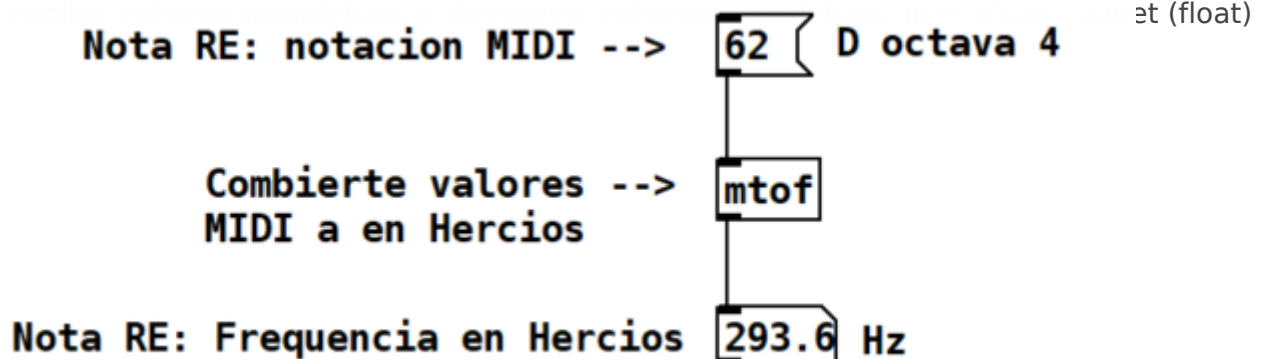 et (float)
Nota RE: notacion MIDI --> 62 D octava 4
Combierte valores --> mtof
MIDI a en Hercios
Nota RE: Frequencia en Hercios 293.6 Hz